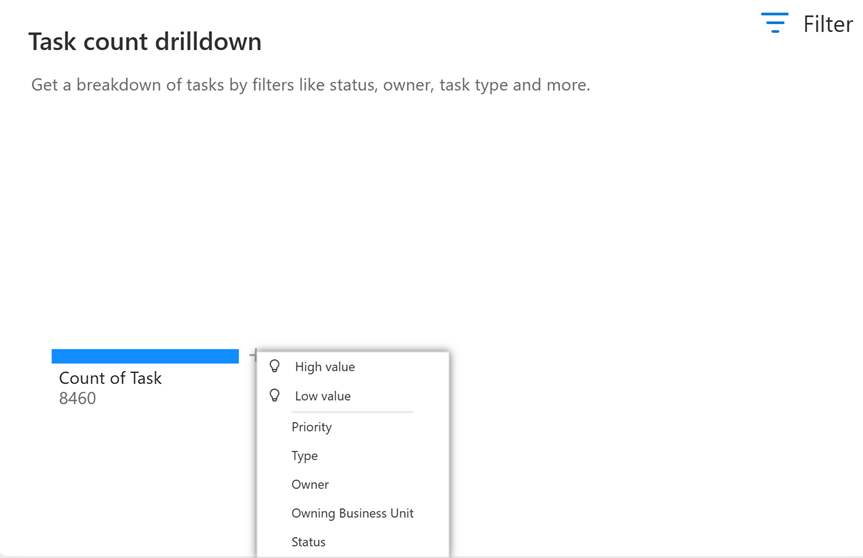 Filter
Task count drilldown
Get a breakdown of tasks by filters like status, owner, task type and more.
Count of Task
8460
High value
Low value
Priority
Type
Owner
Owning Business Unit
Status